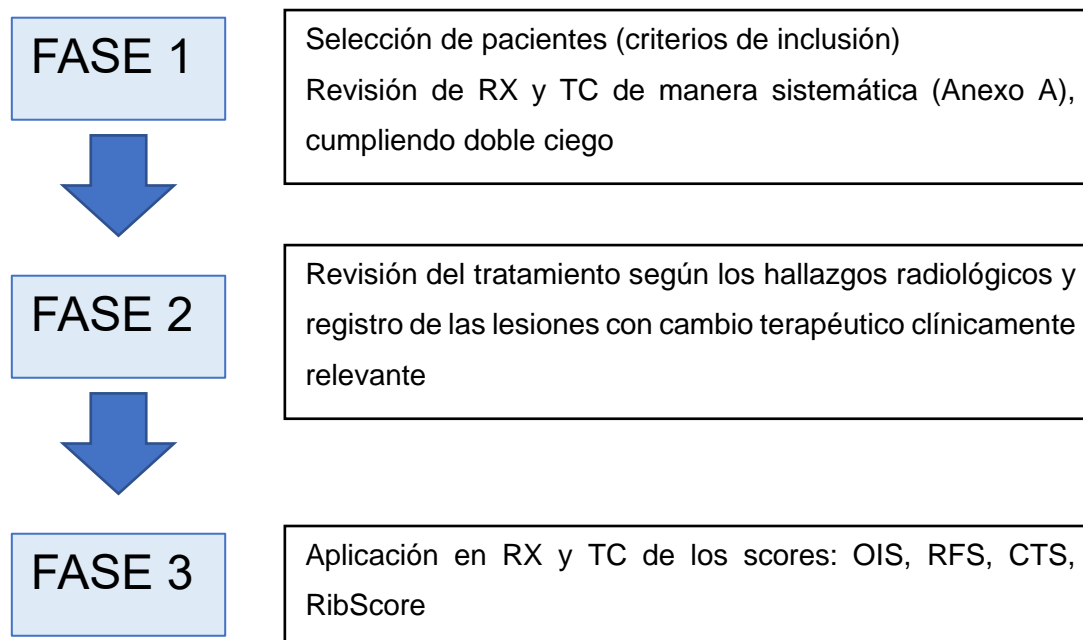 FASE 1
Selección de pacientes (criterios de inclusión)
Revisión de RX y TC de manera sistemática (Anexo A),
cumpliendo doble ciego
FASE 2
Revisión del tratamiento según los hallazgos radiológicos y
registro de las lesiones con cambio terapéutico clínicamente
relevante
FASE 3
Aplicación en RX y TC de los scores: OIS, RFS, CTS,
RibScore